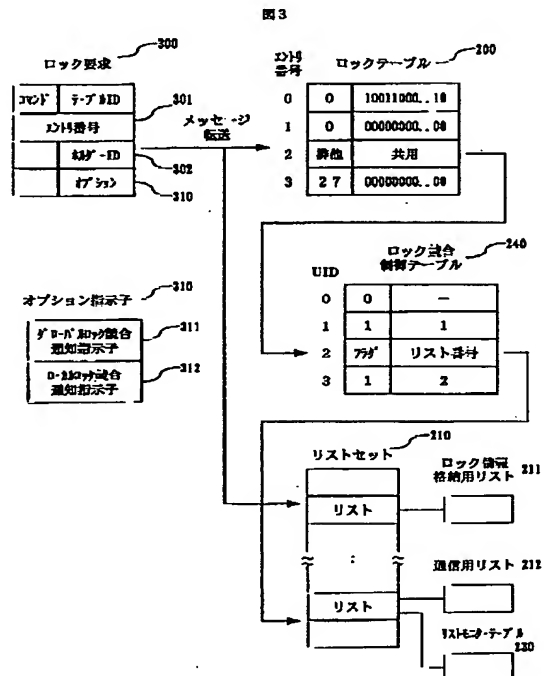 図3
ロック要求 300
コマンド テーブルID
301
エントリ番号
ホルダーID
302
オプション
310
メッセージ転送
エントリ番号
ロックテーブル 200
0 0 10011000..10
1 0 00000000..00
2 排他 共用
3 27 00000000..00
ロック競合制御テーブル 240
UID
0 0 —
1 1 1
2 フラグ リスト番号
3 1 2
オプション指示子 310
グローバルロック競合通知指示子 311
ローカルロック競合通知指示子 312
リストセット 210
リスト
ロック情報格納用リスト 211
:
リスト
通信用リスト 212
リストモニタ・テーブル
230